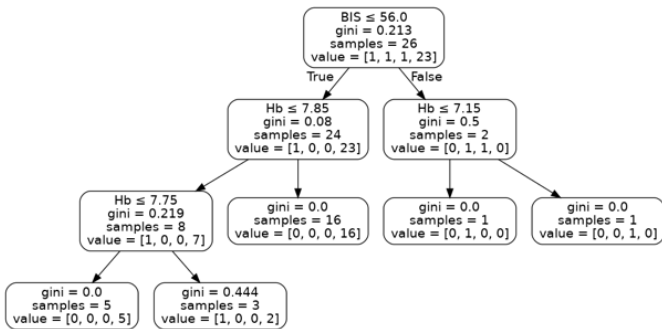 BIS ≤ 56.0
gini = 0.213
samples = 26
value = [1, 1, 1, 23]
True
False
Hb ≤ 7.85
gini = 0.08
samples = 24
value = [1, 0, 0, 23]
Hb ≤ 7.15
gini = 0.5
samples = 2
value = [0, 1, 1, 0]
Hb ≤ 7.75
gini = 0.219
samples = 8
value = [1, 0, 0, 7]
gini = 0.0
samples = 16
value = [0, 0, 0, 16]
gini = 0.0
samples = 1
value = [0, 1, 0, 0]
gini = 0.0
samples = 1
value = [0, 0, 1, 0]
gini = 0.0
samples = 5
value = [0, 0, 0, 5]
gini = 0.444
samples = 3
value = [1, 0, 0, 2]